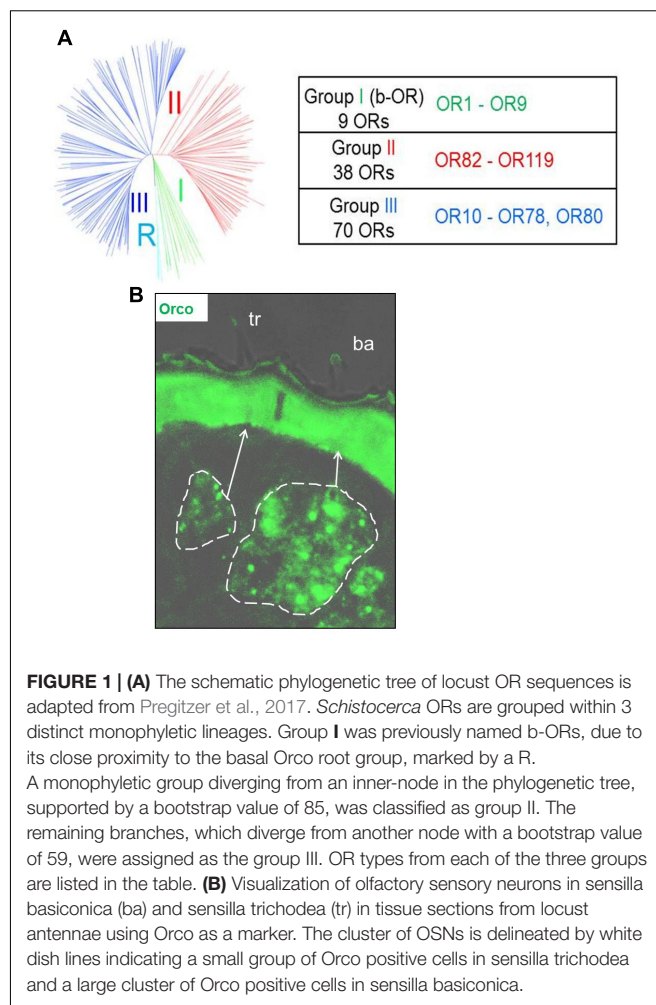 A
II
III
I
R
Group I (b-OR)
9 ORs
OR1 - OR9
Group II
38 ORs
OR82 - OR119
Group III
70 ORs
OR10 - OR78, OR80
B
Orco
tr
ba
FIGURE 1 | (A) The schematic phylogenetic tree of locust OR sequences is
adapted from Pregitzer et al., 2017. Schistocerca ORs are grouped within 3
distinct monophyletic lineages. Group I was previously named b-ORs, due to
its close proximity to the basal Orco root group, marked by a R.
A monophyletic group diverging from an inner-node in the phylogenetic tree,
supported by a bootstrap value of 85, was classified as group II. The
remaining branches, which diverge from another node with a bootstrap value
of 59, were assigned as the group III. OR types from each of the three groups
are listed in the table. (B) Visualization of olfactory sensory neurons in sensilla
basiconica (ba) and sensilla trichodea (tr) in tissue sections from locust
antennae using Orco as a marker. The cluster of OSNs is delineated by white
dish lines indicating a small group of Orco positive cells in sensilla trichodea
and a large cluster of Orco positive cells in sensilla basiconica.